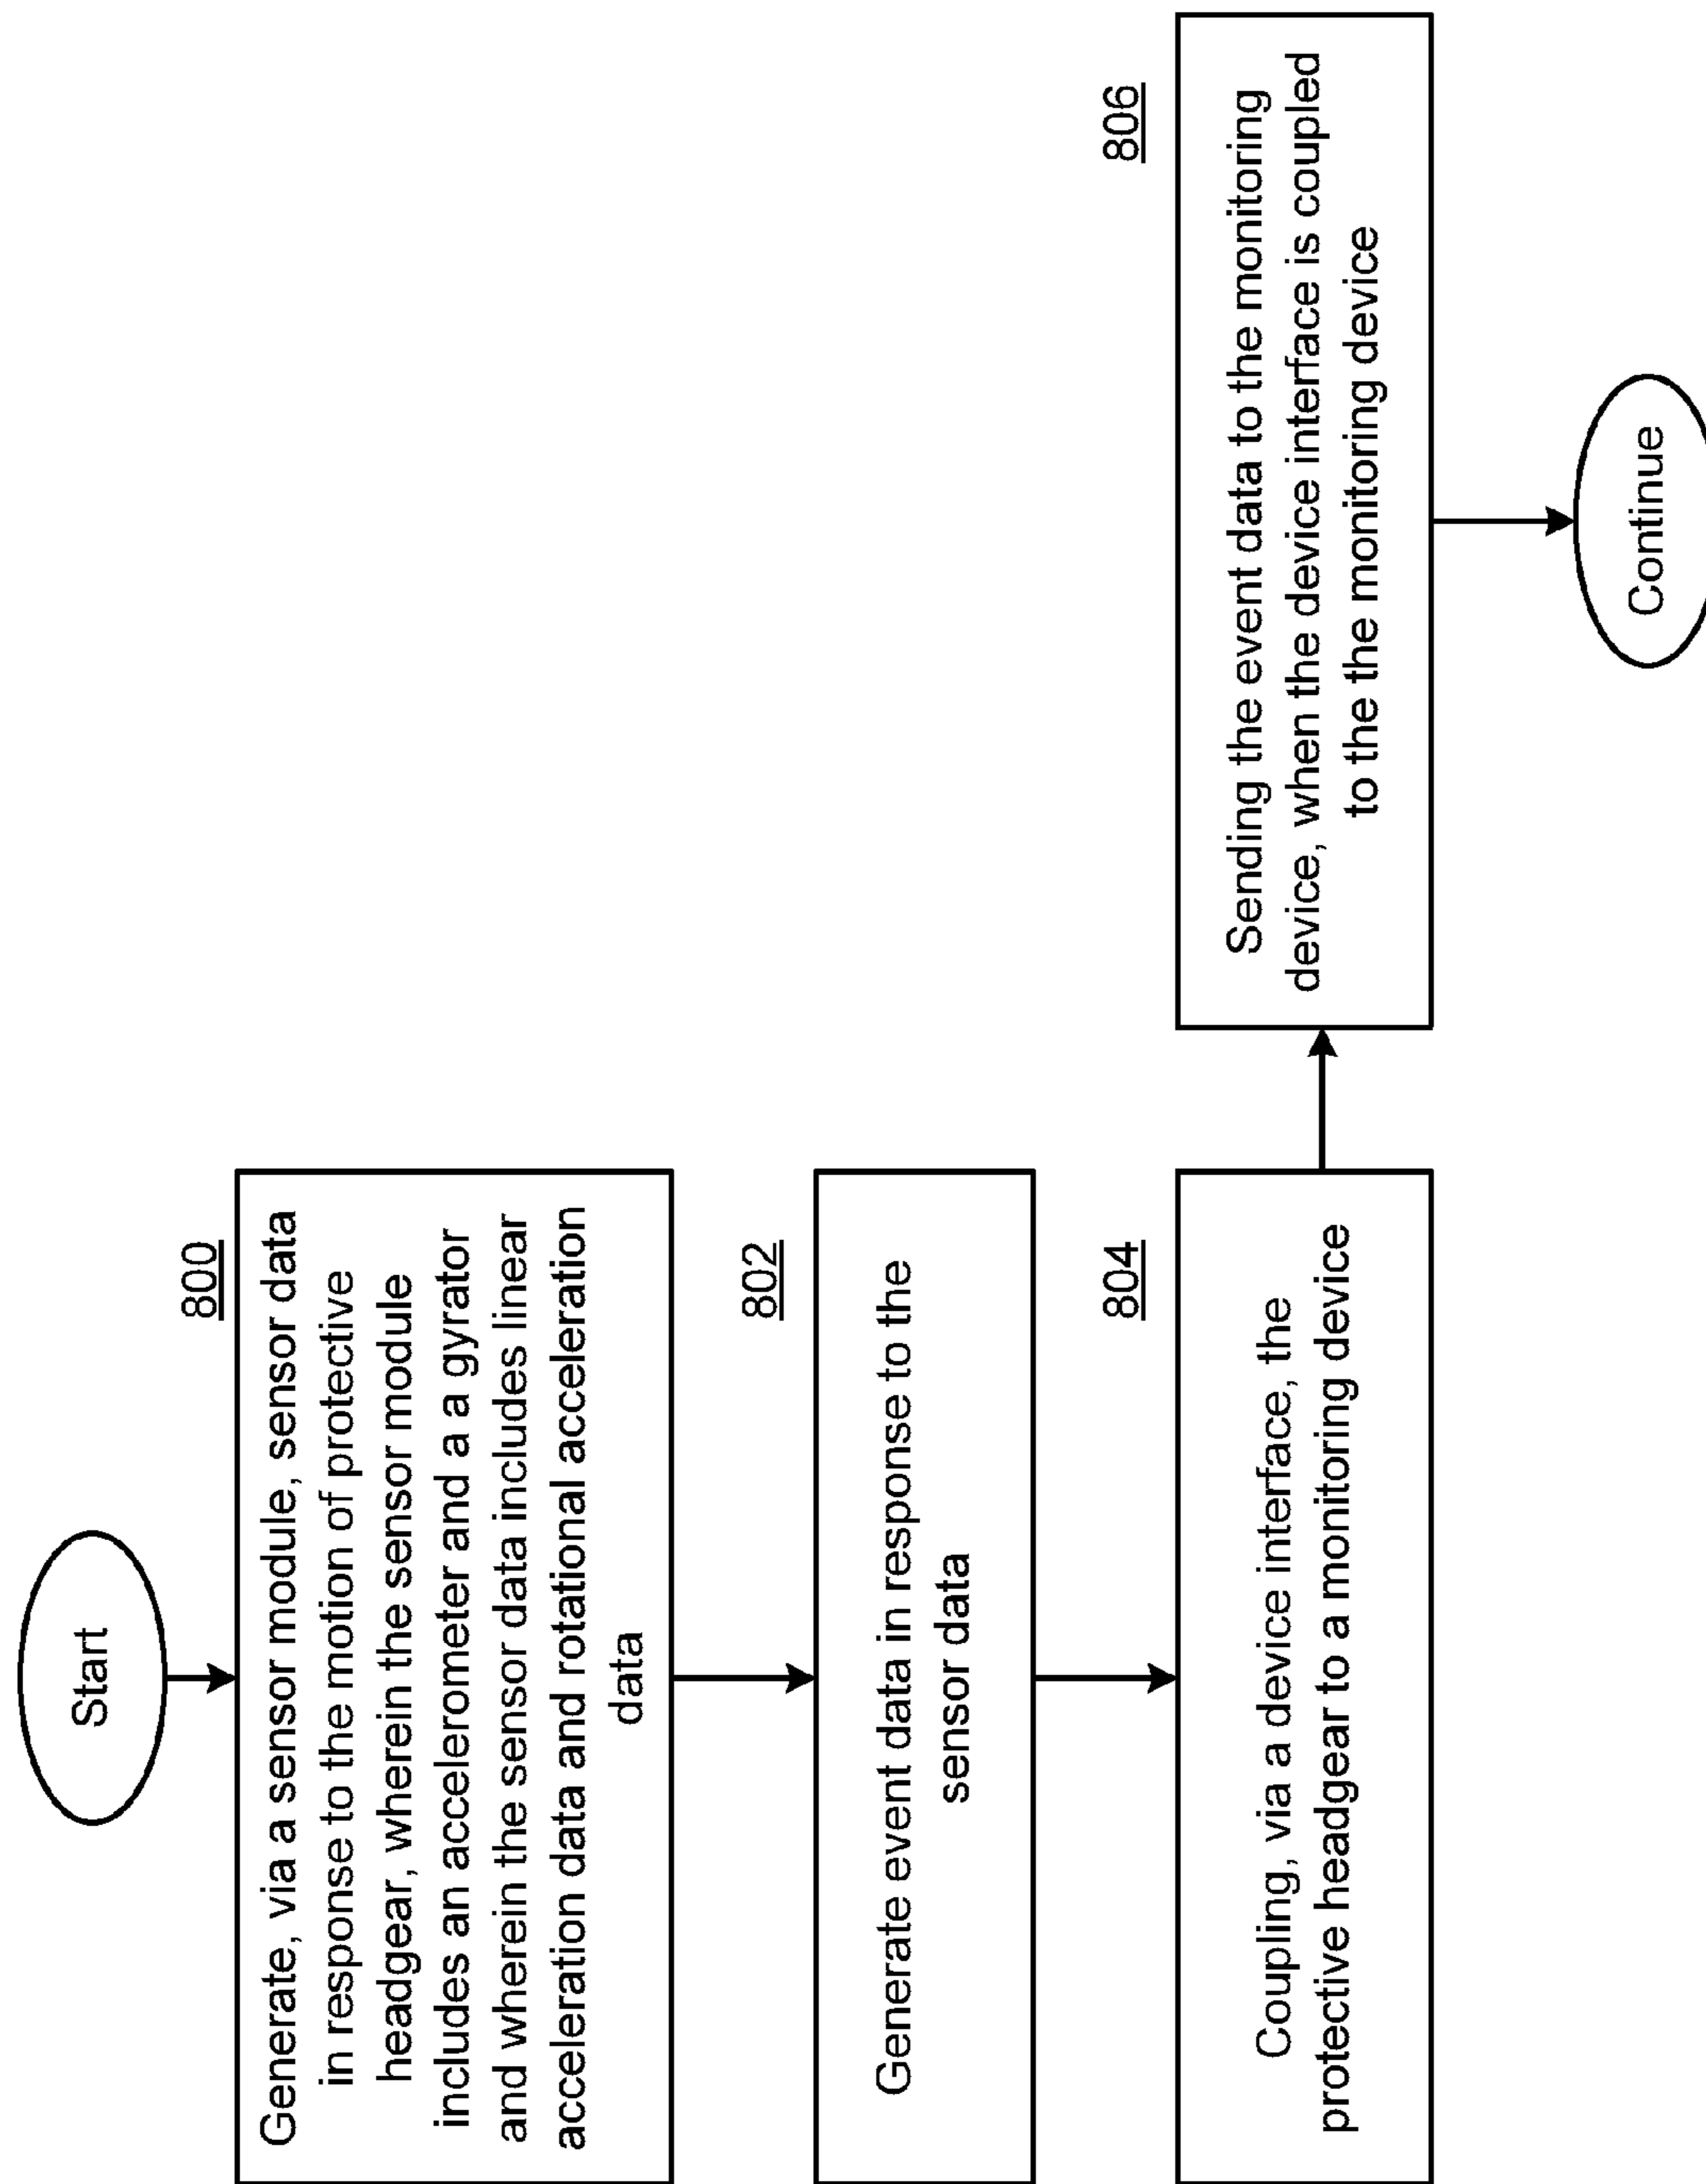 Start
800
Generate, via a sensor module, sensor data
in response to the motion of protective
headgear, wherein the sensor module
includes an accelerometer and a a gyrator
and wherein the sensor data includes linear
acceleration data and rotational acceleration
data
802
Generate event data in response to the
sensor data
804
Coupling, via a device interface, the
protective headgear to a monitoring device
806
Sending the event data to the monitoring
device, when the device interface is coupled
to the the monitoring device
Continue